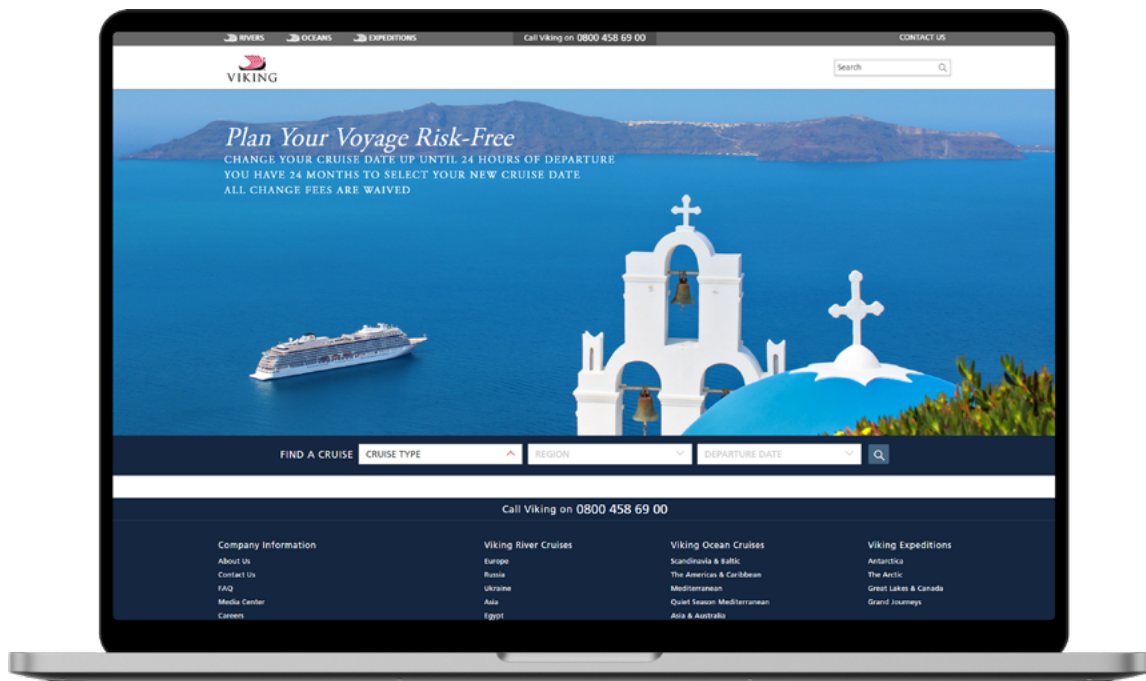 RIVERS OCEANS EXPEDITIONS Call Viking on 0800 458 69 00 CONTACT US
VIKING
Search
Plan Your Voyage Risk-Free
CHANGE YOUR CRUISE DATE UP UNTIL 24 HOURS OF DEPARTURE
YOU HAVE 24 MONTHS TO SELECT YOUR NEW CRUISE DATE
ALL CHANGE FEES ARE WAIVED
FIND A CRUISE CRUISE TYPE REGION DEPARTURE DATE
Call Viking on 0800 458 69 00
Company Information
About Us
Contact Us
FAQ
Media Center
Careers
Viking River Cruises
Europe
Russia
Ukraine
Asia
Egypt
Viking Ocean Cruises
Scandinavia & Baltic
The Americas & Caribbean
Mediterranean
Quiet Season Mediterranean
Asia & Australia
Viking Expeditions
Antarctica
The Arctic
Great Lakes & Canada
Grand Journeys